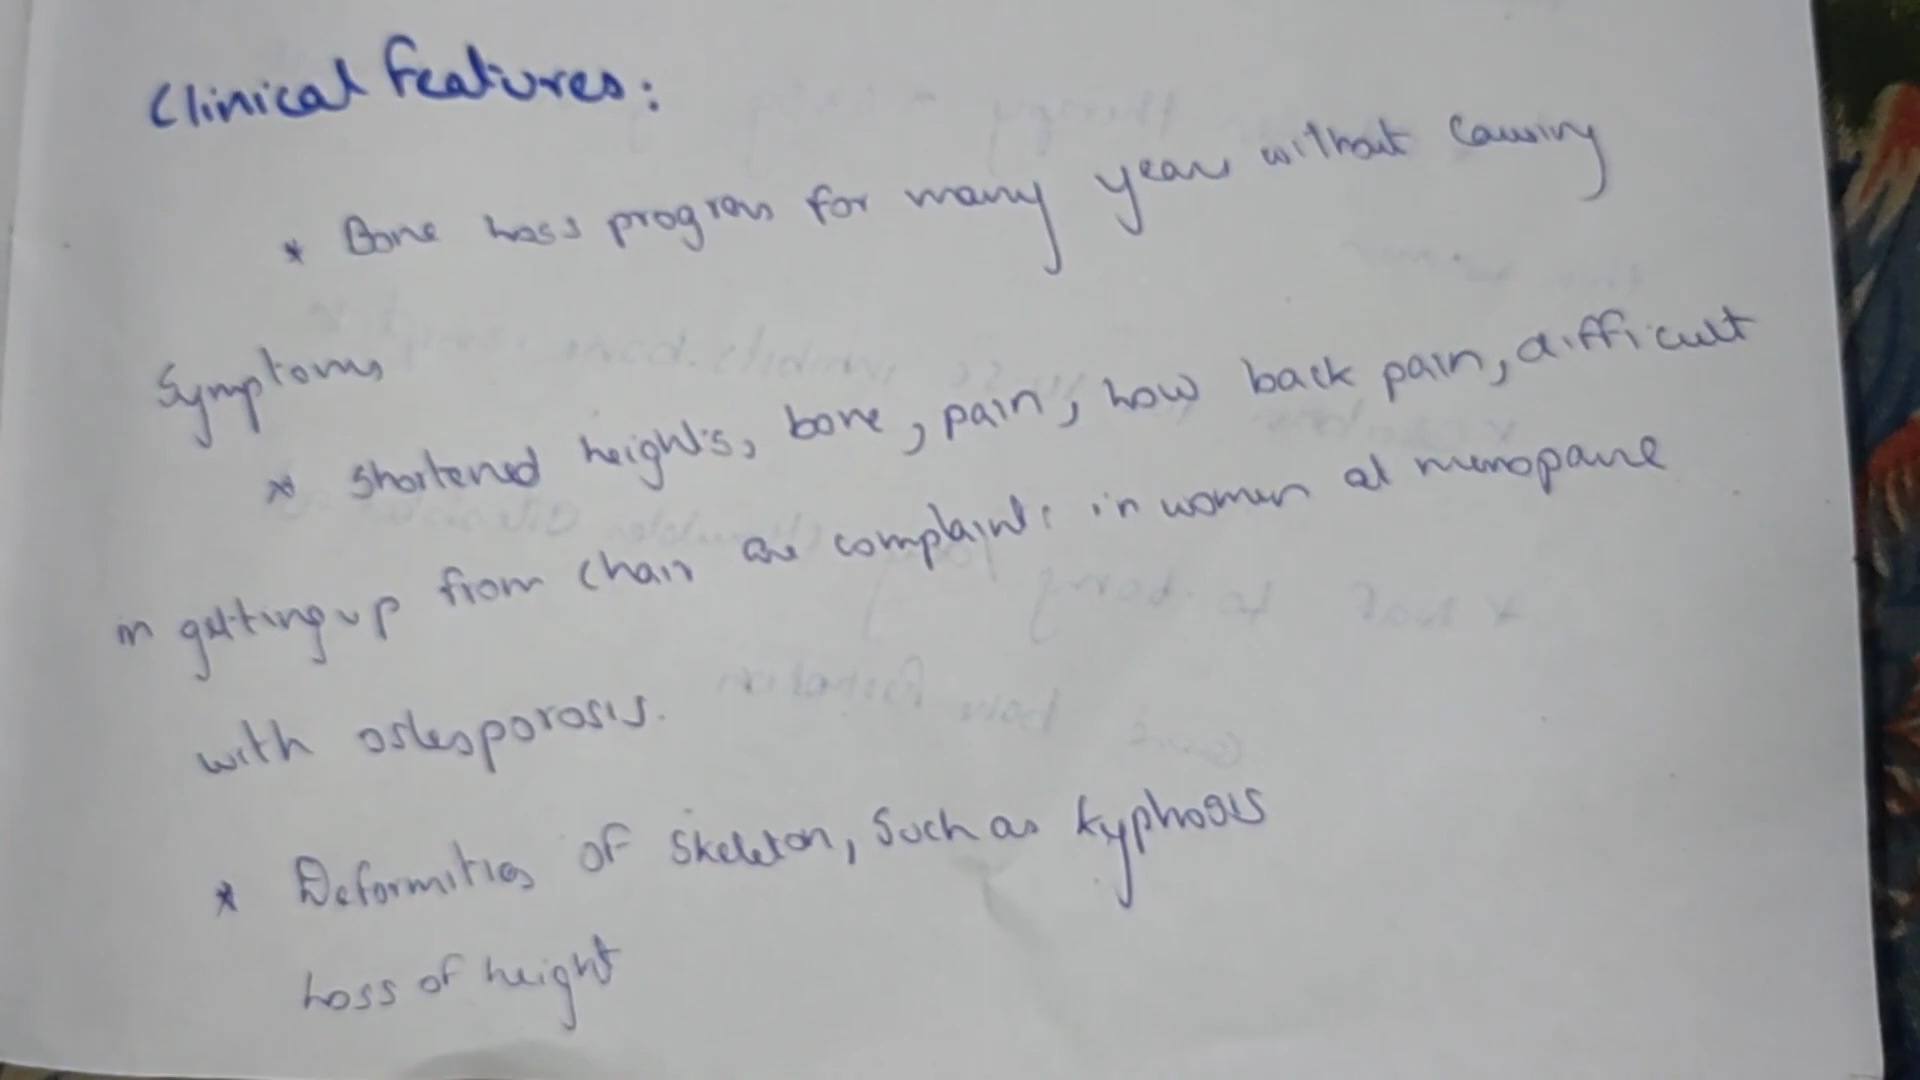 Clinical Features:
* Bone Loss progress for many years without Causing
Symptoms
* Shortened height's, bone, pain, Low back pain, difficult
in getting up from chair are complaints in women at menopause
with osteoporosis.
* Deformities of skeleton, Such as kyphosis
Loss of height